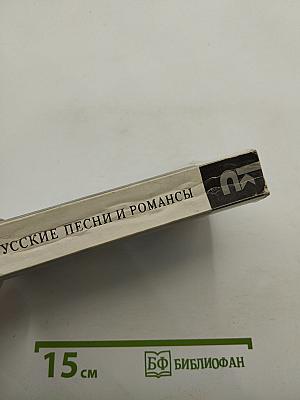 УССКИЕ ПЕСНИ И РОМАНСЫ
15 см
БФ БИБЛИОФАН